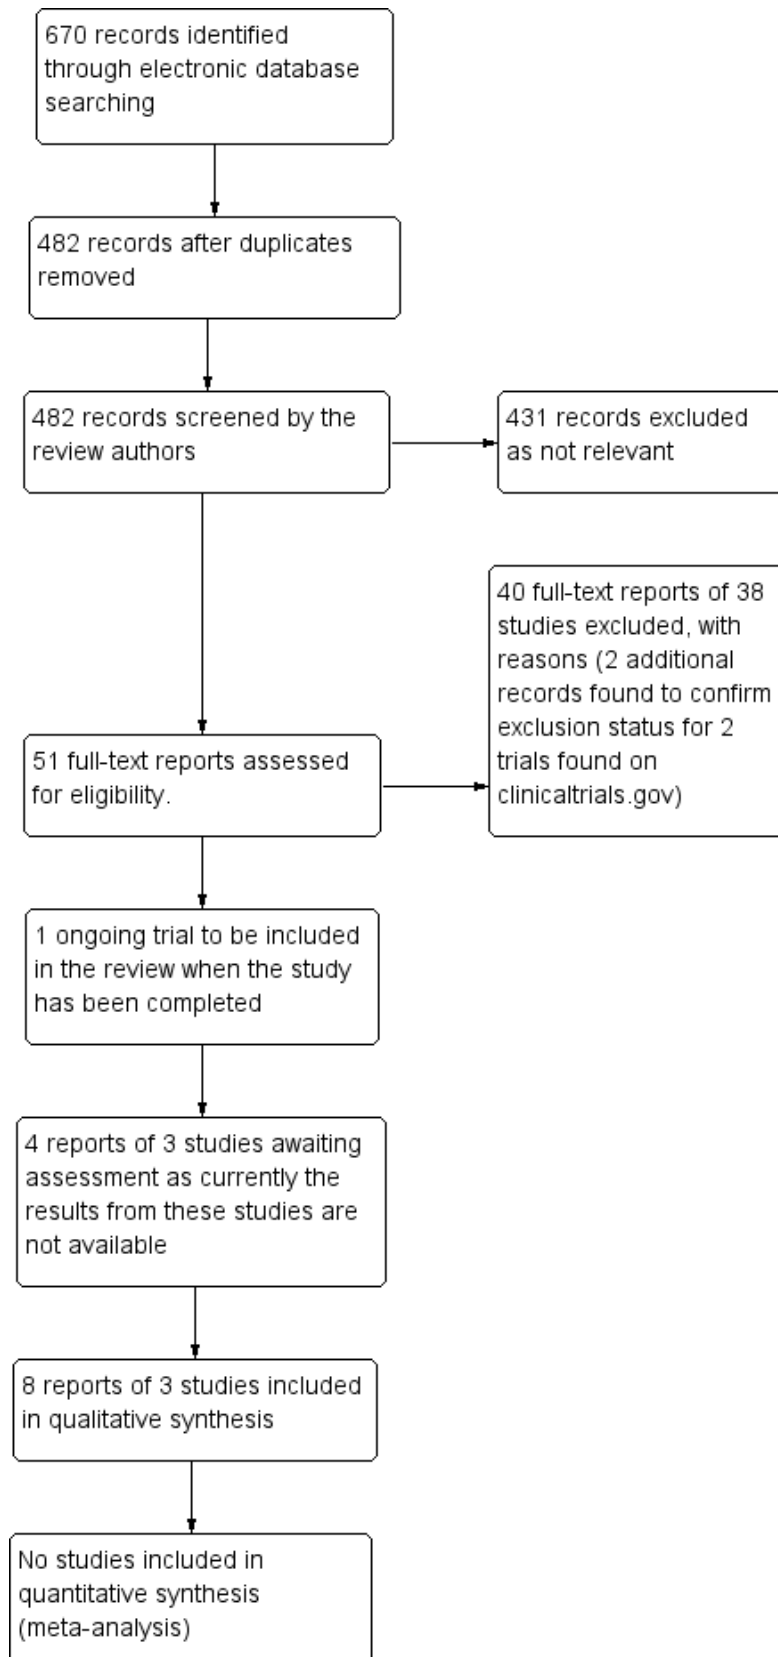 670 records identified
through electronic database
searching
482 records after duplicates
removed
482 records screened by the
review authors
431 records excluded
as not relevant
40 full-text reports of 38
studies excluded, with
reasons (2 additional
records found to confirm
exclusion status for 2
trials found on
clinicaltrials.gov)
51 full-text reports assessed
for eligibility.
1 ongoing trial to be included
in the review when the study
has been completed
4 reports of 3 studies awaiting
assessment as currently the
results from these studies are
not available
8 reports of 3 studies included
in qualitative synthesis
No studies included in
quantitative synthesis
(meta-analysis)